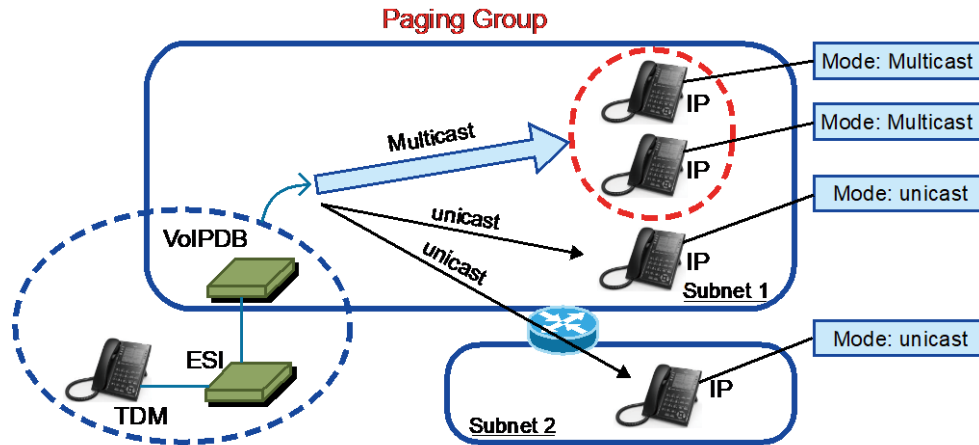 Paging Group
Mode: Multicast
IP
Multicast
Mode: Multicast
IP
Mode: unicast
unicast
IP
VoIPDB
unicast
Subnet 1
Mode: unicast
ESI
IP
TDM
Subnet 2